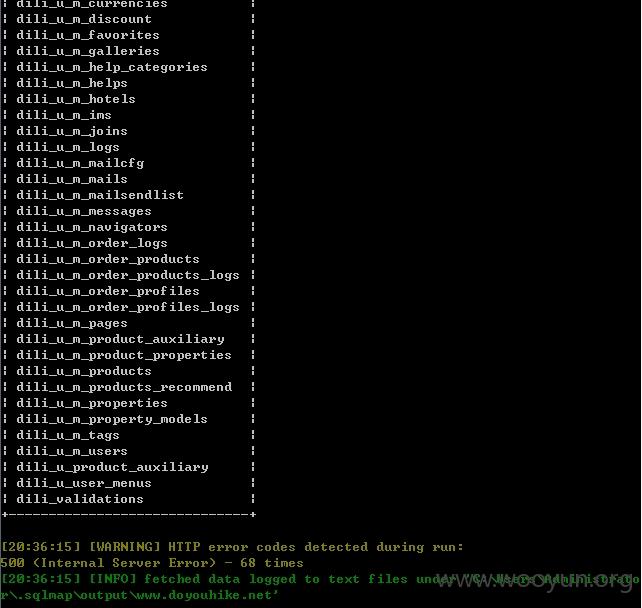 ¦ dili_u_m_currencies ¦
¦ dili_u_m_discount ¦
¦ dili_u_m_favorites ¦
¦ dili_u_m_galleries ¦
¦ dili_u_m_help_categories ¦
¦ dili_u_m_helps ¦
¦ dili_u_m_hotels ¦
¦ dili_u_m_ims ¦
¦ dili_u_m_joins ¦
¦ dili_u_m_logs ¦
¦ dili_u_m_mailcfg ¦
¦ dili_u_m_mails ¦
¦ dili_u_m_mailsendlist ¦
¦ dili_u_m_messages ¦
¦ dili_u_m_navigators ¦
¦ dili_u_m_order_logs ¦
¦ dili_u_m_order_products ¦
¦ dili_u_m_order_products_logs ¦
¦ dili_u_m_order_profiles ¦
¦ dili_u_m_order_profiles_logs ¦
¦ dili_u_m_pages ¦
¦ dili_u_m_product_auxiliary ¦
¦ dili_u_m_product_properties ¦
¦ dili_u_m_products ¦
¦ dili_u_m_products_recommend ¦
¦ dili_u_m_properties ¦
¦ dili_u_m_property_models ¦
¦ dili_u_m_tags ¦
¦ dili_u_m_users ¦
¦ dili_u_product_auxiliary ¦
¦ dili_u_user_menus ¦
¦ dili_validations ¦
+------------------------------+
[20:36:15] [WARNING] HTTP error codes detected during run:
500 (Internal Server Error) - 68 times
[20:36:15] [INFO] fetched data logged to text files under 'C:\Users\Administrato
r\.sqlmap\output\www.doyouhike.net'
www.wooyun.org